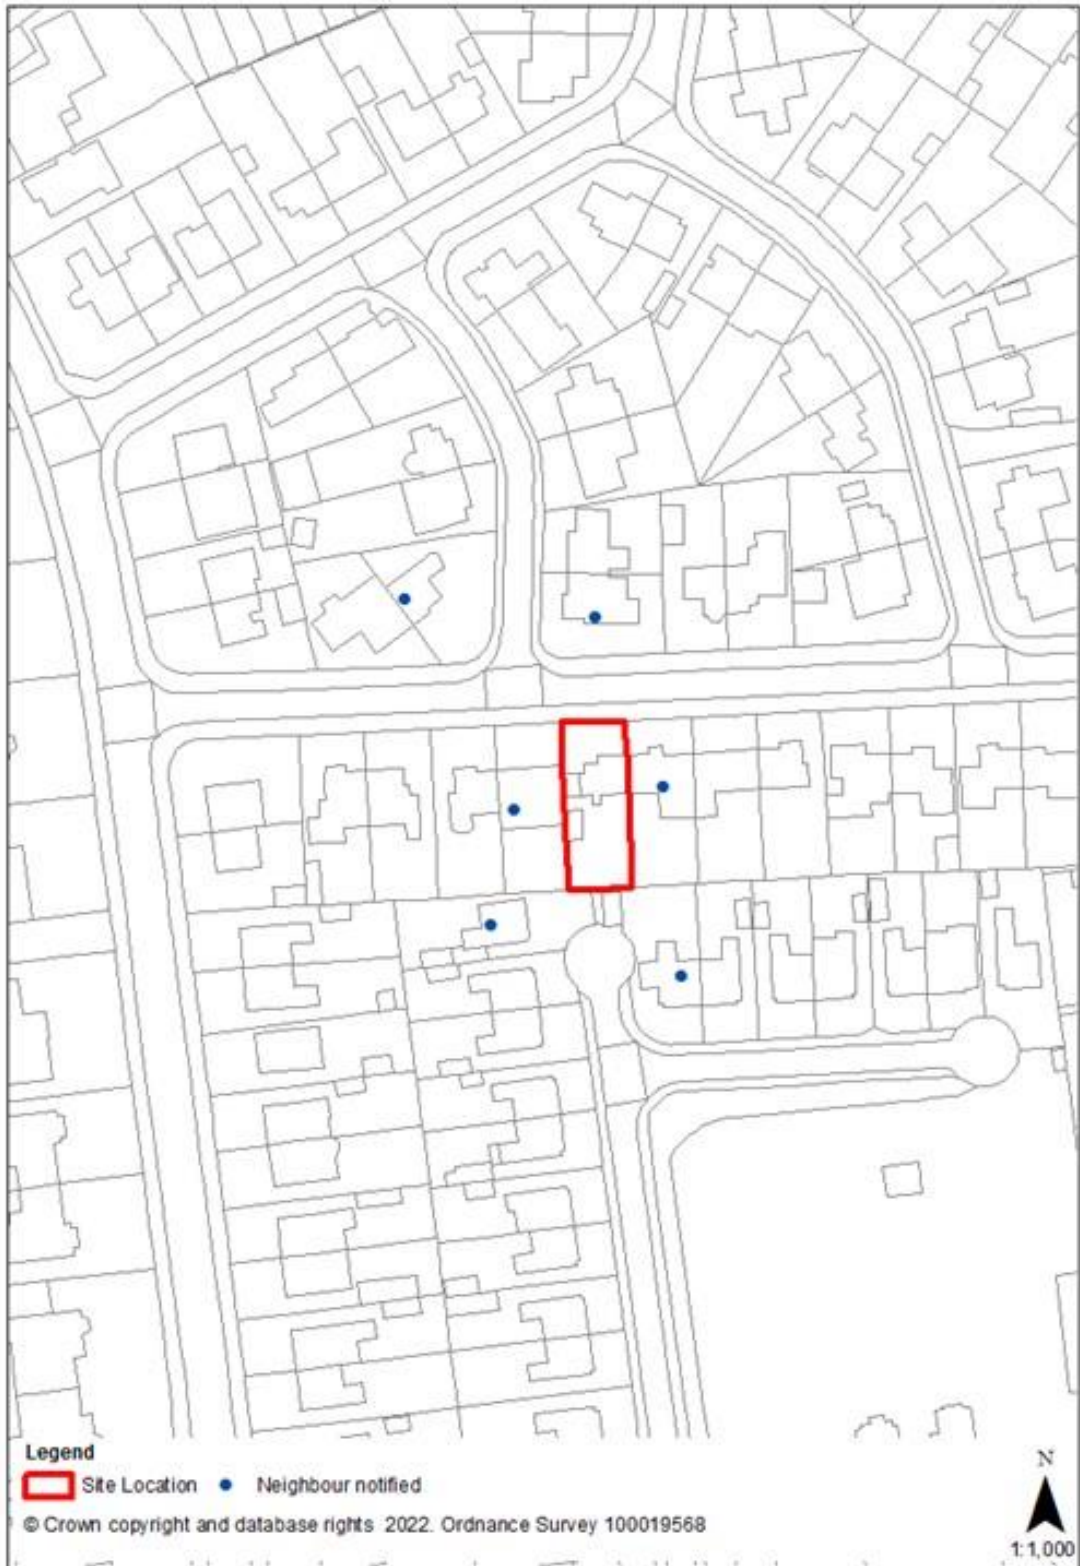 Legend
Site Location
Neighbour notified
© Crown copyright and database rights 2022. Ordnance Survey 100019568
N
1:1,000